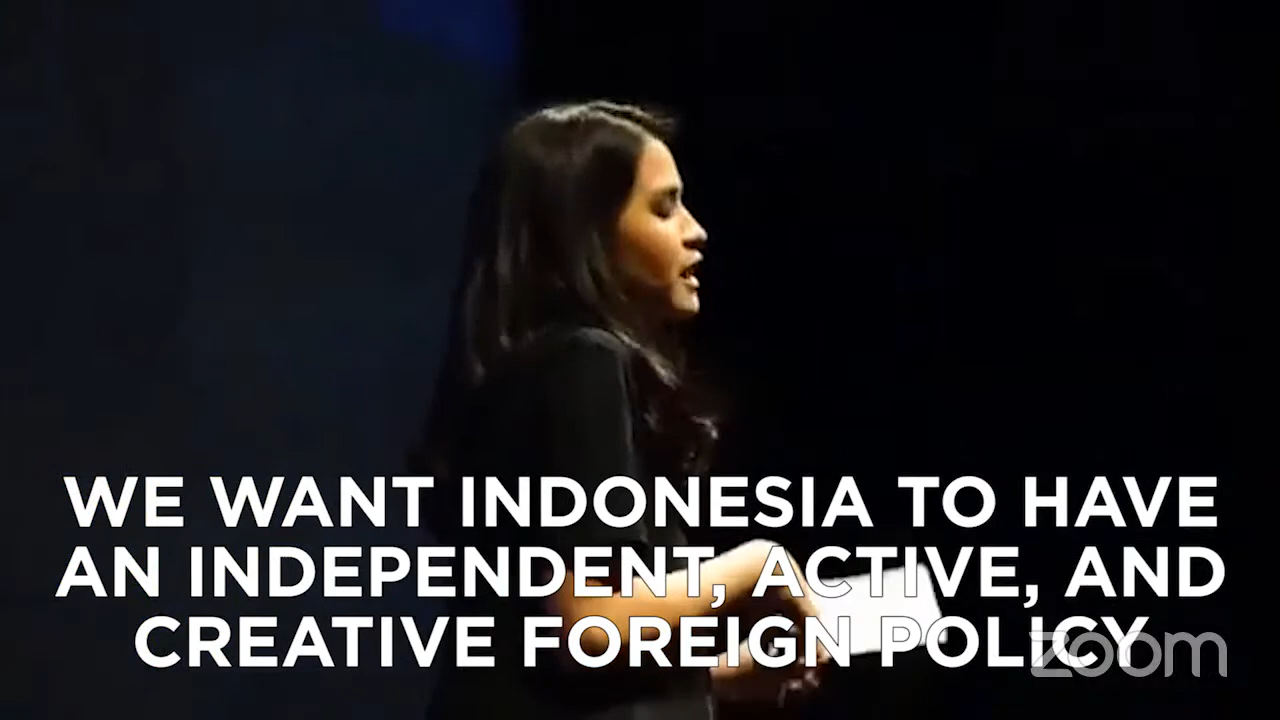 WE WANT INDONESIA TO HAVE
AN INDEPENDENT, ACTIVE, AND
CREATIVE FOREIGN POLICY
zoom